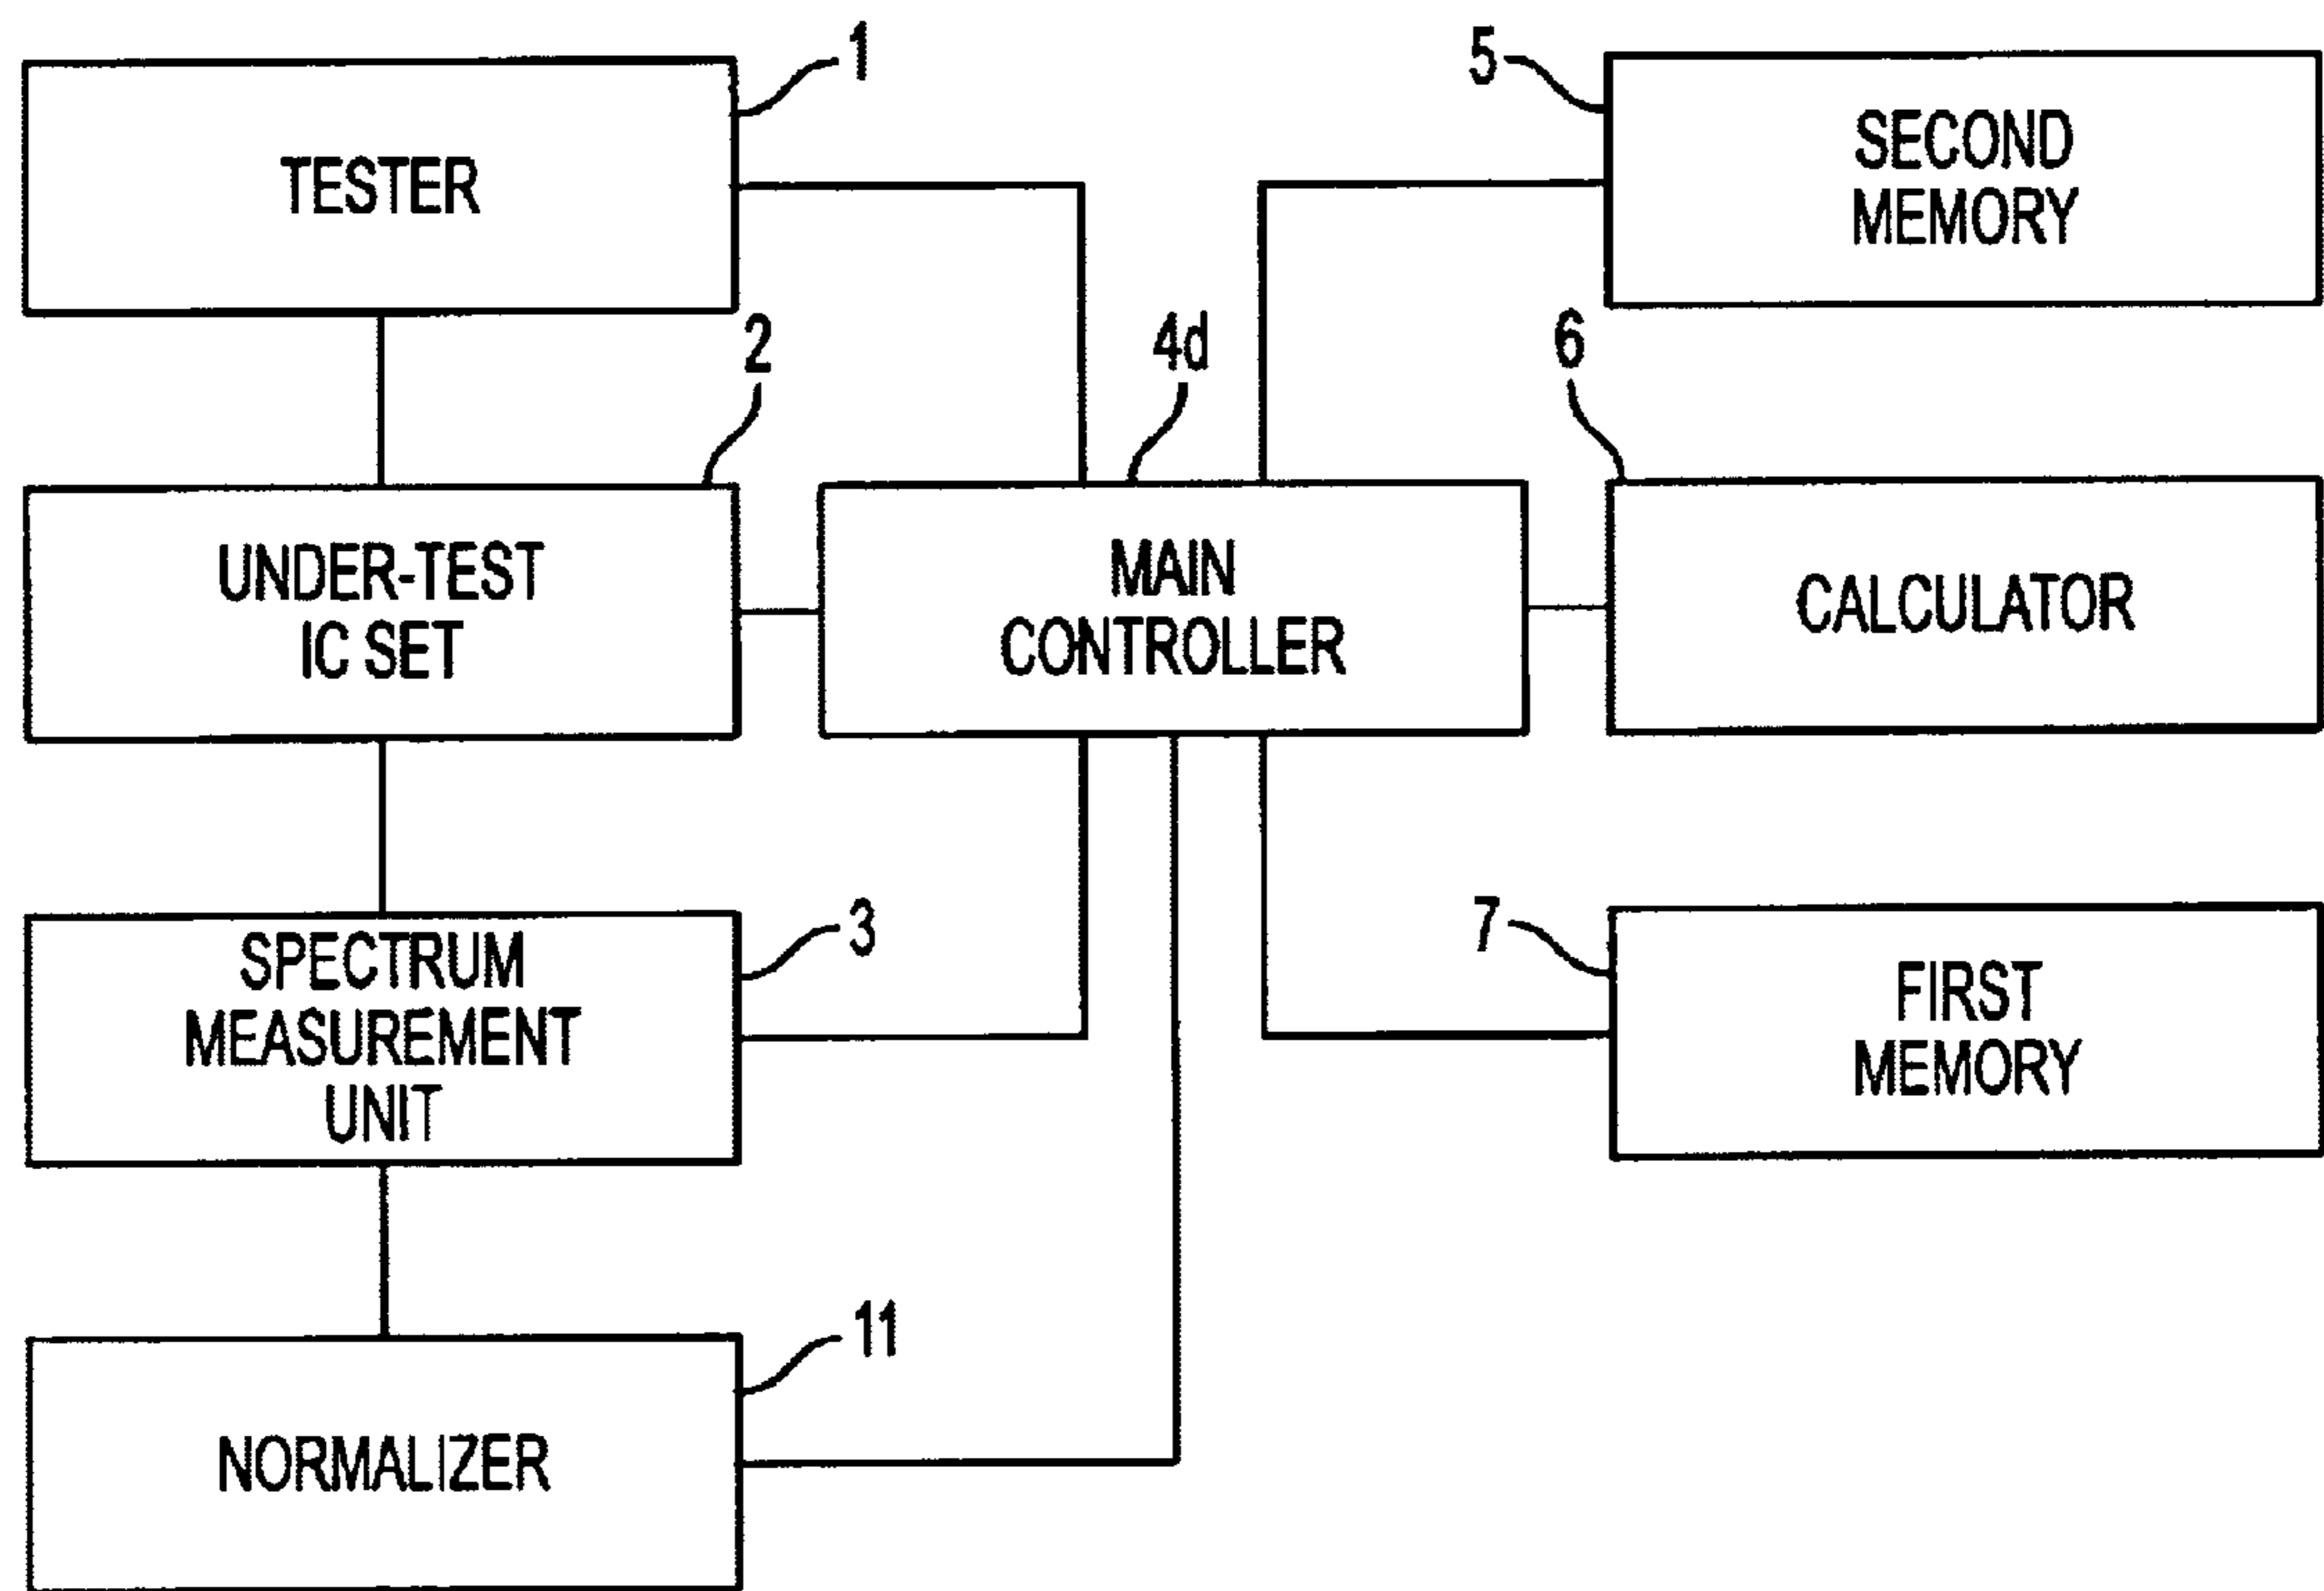 1
TESTER
5
SECOND
MEMORY
2
UNDER-TEST
IC SET
4d
MAIN
CONTROLLER
6
CALCULATOR
3
SPECTRUM
MEASUREMENT
UNIT
7
FIRST
MEMORY
11
NORMALIZER